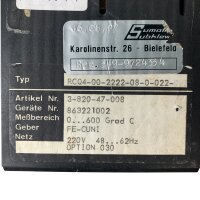 Karolinenstr. 26 - Bielefeld
Typ RC04-00-2222-08-0-022-
Artikel Nr 3-820-47-008
Geräte Nr. 863221002
Meßbereich 0...600 Grad C
Geber FE-CUNI
Netz 220V 48...62Hz
OPTION 030